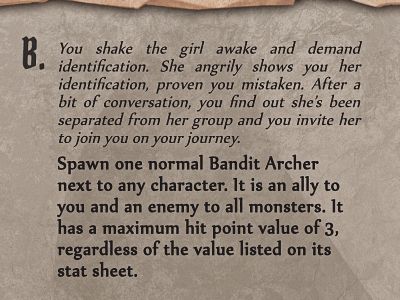 B. You shake the girl awake and demand
identification. She angrily shows you her
identification, proven you mistaken. After a
bit of conversation, you find out she's been
separated from her group and you invite her
to join you on your journey.
Spawn one normal Bandit Archer
next to any character. It is an ally to
you and an enemy to all monsters. It
has a maximum hit point value of 3,
regardless of the value listed on its
stat sheet.